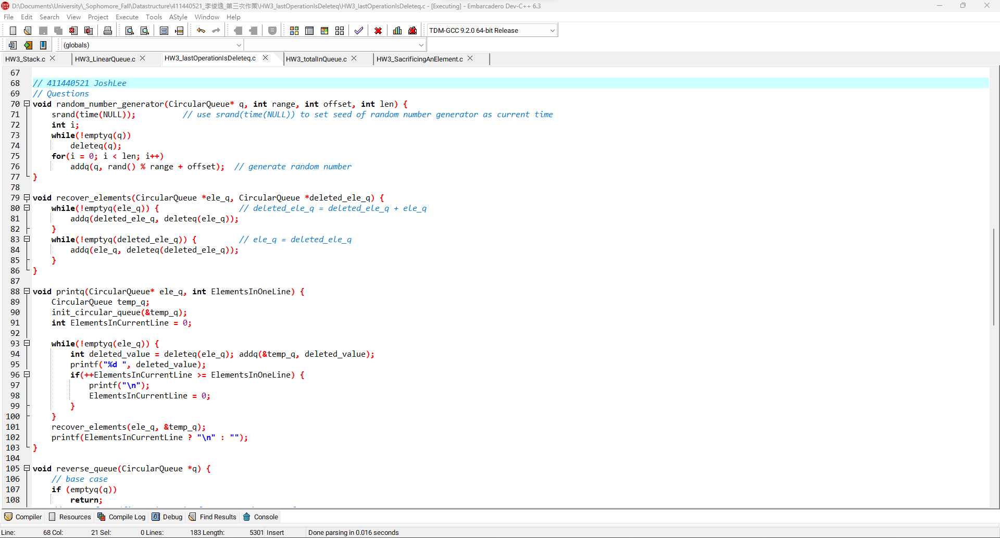 D:\Documents\University\_Sophomore_Fall\Datastructure\411440521_李俊逸_第三次作業\HW3_lastOperationIsDeleteq\HW3_lastOperationIsDeleteq.c - [Executing] - Embarcadero Dev-C++ 6.3
File Edit Search View Project Execute Tools AStyle Window Help
TDM-GCC 9.2.0 64-bit Release
(globals)
HW3_Stack.c HW3_LinearQueue.c HW3_lastOperationIsDeleteq.c HW3_totalInQueue.c HW3_SacrificingAnElement.c
67
68 // 411440521 JoshLee
69 // Questions
70 void random_number_generator(CircularQueue* q, int range, int offset, int len) {
71 srand(time(NULL)); // use srand(time(NULL)) to set seed of random number generator as current time
72 int i;
73 while(!emptyq(q))
74 deleteq(q);
75 for(i = 0; i < len; i++)
76 addq(q, rand() % range + offset); // generate random number
77 }
78
79 void recover_elements(CircularQueue *ele_q, CircularQueue *deleted_ele_q) {
80 while(!emptyq(ele_q)) { // deleted_ele_q = deleted_ele_q + ele_q
81 addq(deleted_ele_q, deleteq(ele_q));
82 }
83 while(!emptyq(deleted_ele_q)) { // ele_q = deleted_ele_q
84 addq(ele_q, deleteq(deleted_ele_q));
85 }
86 }
87
88 void printq(CircularQueue* ele_q, int ElementsInOneLine) {
89 CircularQueue temp_q;
90 init_circular_queue(&temp_q);
91 int ElementsInCurrentLine = 0;
92
93 while(!emptyq(ele_q)) {
94 int deleted_value = deleteq(ele_q); addq(&temp_q, deleted_value);
95 printf("%d ", deleted_value);
96 if(++ElementsInCurrentLine >= ElementsInOneLine) {
97 printf("\n");
98 ElementsInCurrentLine = 0;
99 }
100 }
101 recover_elements(ele_q, &temp_q);
102 printf(ElementsInCurrentLine ? "\n" : "");
103 }
104
105 void reverse_queue(CircularQueue *q) {
106 // base case
107 if (emptyq(q))
108 return;
Compiler Resources Compile Log Debug Find Results Console
Line: 68 Col: 21 Sel: 0 Lines: 183 Length: 5301 Insert Done parsing in 0.016 seconds